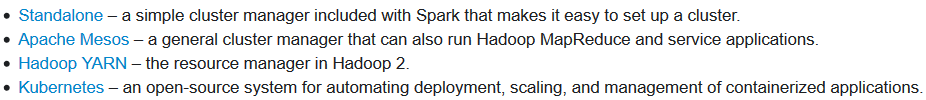 • Standalone – a simple cluster manager included with Spark that makes it easy to set up a cluster.
• Apache Mesos – a general cluster manager that can also run Hadoop MapReduce and service applications.
• Hadoop YARN – the resource manager in Hadoop 2.
• Kubernetes – an open-source system for automating deployment, scaling, and management of containerized applications.